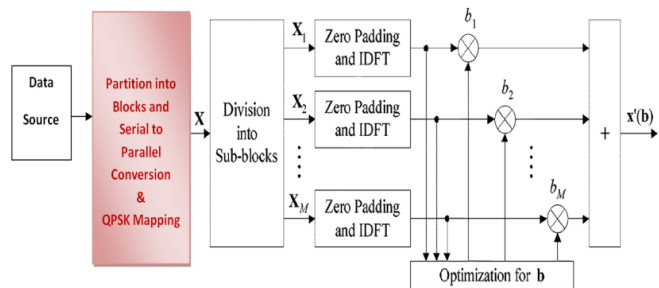 Data
Source
Partition into
Blocks and
Serial to
Parallel
Conversion
&
QPSK Mapping
X
Division
into
Sub-blocks
X1
Zero Padding
and IDFT
b1
X2
Zero Padding
and IDFT
b2
XM
Zero Padding
and IDFT
bM
+
x'(b)
Optimization for b